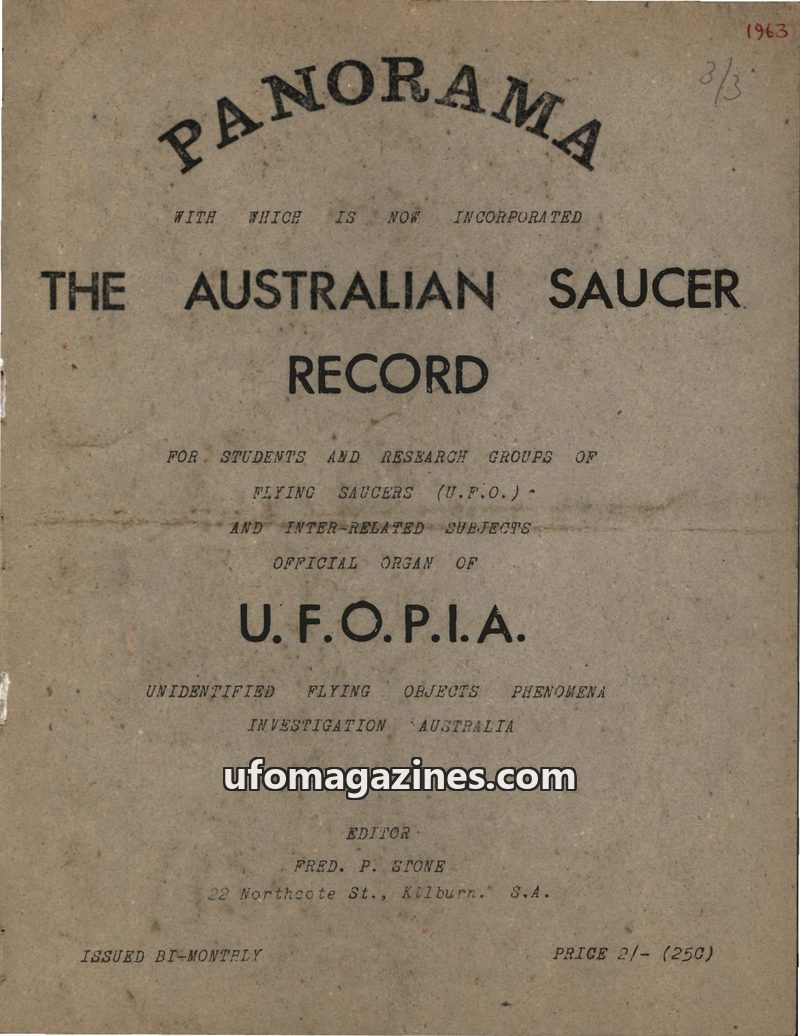 1963
3/3
PANORAMA
WITH WHICH IS NOW INCORPORATED
THE AUSTRALIAN SAUCER
RECORD
FOR STUDENTS AND RESEARCH GROUPS OF
FLYING SAUCERS (U.F.O.)
AND INTER-RELATED SUBJECTS
OFFICIAL ORGAN OF
U.F.O.P.I.A.
UNIDENTIFIED FLYING OBJECTS PHENOMENA
INVESTIGATION AUSTRALIA
ufomagazines.com
EDITOR
FRED. P. STONE
22 Northcote St., Kilburn. S.A.
ISSUED BI-MONTHLY
PRICE 2/- (25C)